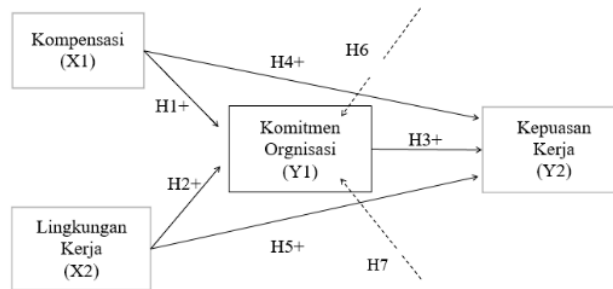 Kompensasi
(X1)
H6
H4+
H1+
Komitmen
Orgnisasi
(Y1)
H3+
Kepuasan
Kerja
(Y2)
H2+
Lingkungan
Kerja
(X2)
H5+
H7